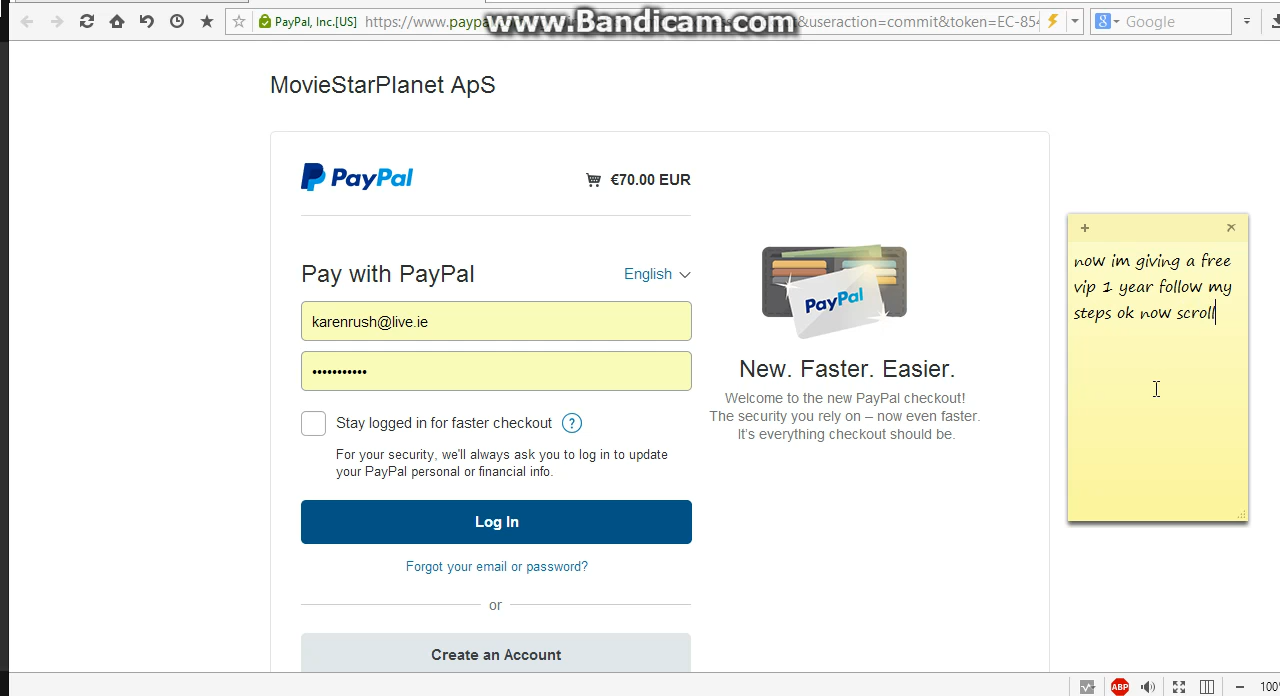 PayPal, Inc. [US] https://www.paypa
&useraction=commit&token=EC-854
Google
www.Bandicam.com
MovieStarPlanet ApS
PayPal
€70.00 EUR
Pay with PayPal
English
karenrush@live.ie
•••••••••••
Stay logged in for faster checkout ?
For your security, we'll always ask you to log in to update
your PayPal personal or financial info.
Log In
Forgot your email or password?
or
Create an Account
PayPal
New. Faster. Easier.
Welcome to the new PayPal checkout!
The security you rely on – now even faster.
It's everything checkout should be.
now im giving a free
vip 1 year follow my
steps ok now scroll
ABP
100